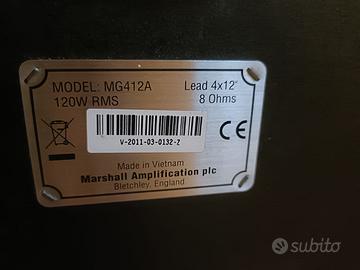 MODEL: MG412A Lead 4x12"
120W RMS 8 Ohms
V-2011-03-0132-Z
CE
Made in Vietnam
Marshall Amplification plc
Bletchley, England
subito